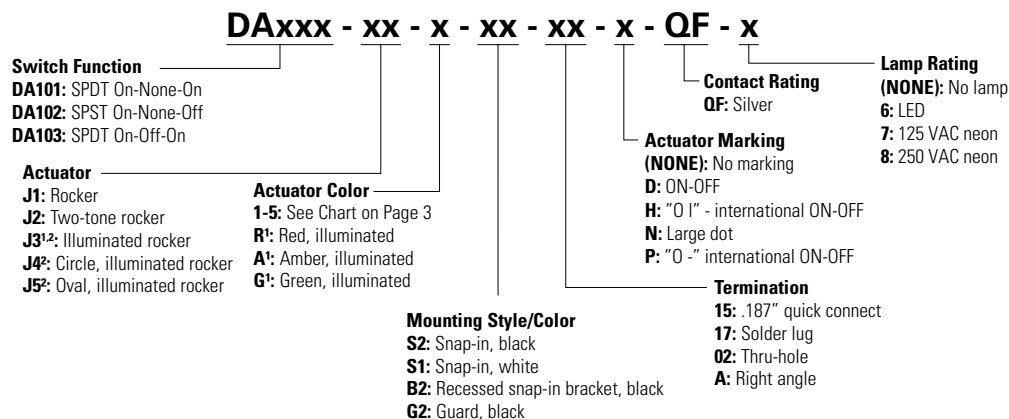 DAxxx - xx - x - xx - xx - x - QF - x
Switch Function
DA101: SPDT On-None-On
DA102: SPST On-None-Off
DA103: SPDT On-Off-On
Actuator
J1: Rocker
J2: Two-tone rocker
J3¹,²: Illuminated rocker
J4²: Circle, illuminated rocker
J5²: Oval, illuminated rocker
Actuator Color
1-5: See Chart on Page 3
R¹: Red, illuminated
A¹: Amber, illuminated
G¹: Green, illuminated
Mounting Style/Color
S2: Snap-in, black
S1: Snap-in, white
B2: Recessed snap-in bracket, black
G2: Guard, black
Termination
15: .187” quick connect
17: Solder lug
02: Thru-hole
A: Right angle
Actuator Marking
(NONE): No marking
D: ON-OFF
H: ”O I” - international ON-OFF
N: Large dot
P: ”O -” international ON-OFF
Contact Rating
QF: Silver
Lamp Rating
(NONE): No lamp
6: LED
7: 125 VAC neon
8: 250 VAC neon